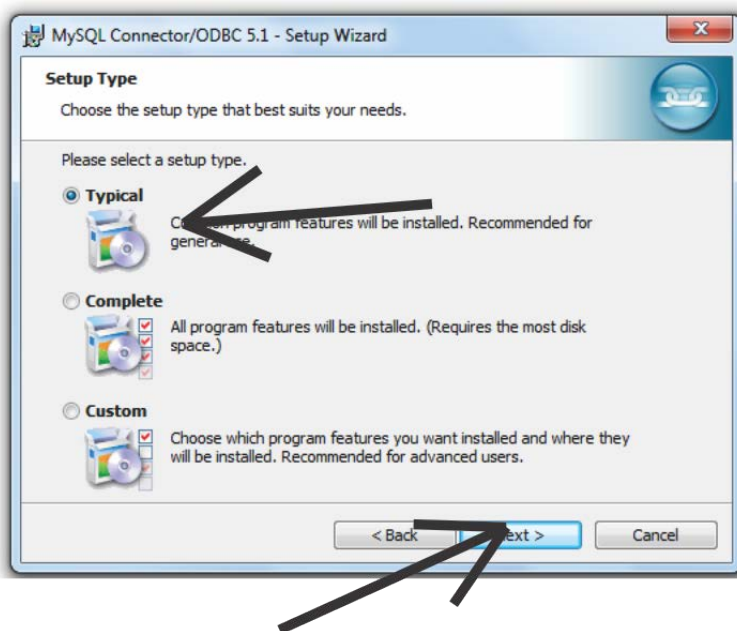 MySQL Connector/ODBC 5.1 - Setup Wizard
Setup Type
Choose the setup type that best suits your needs.
Please select a setup type.
Typical
program features will be installed. Recommended for
general
Complete
All program features will be installed. (Requires the most disk
space.)
Custom
Choose which program features you want installed and where they
will be installed. Recommended for advanced users.
< Back
Next >
Cancel